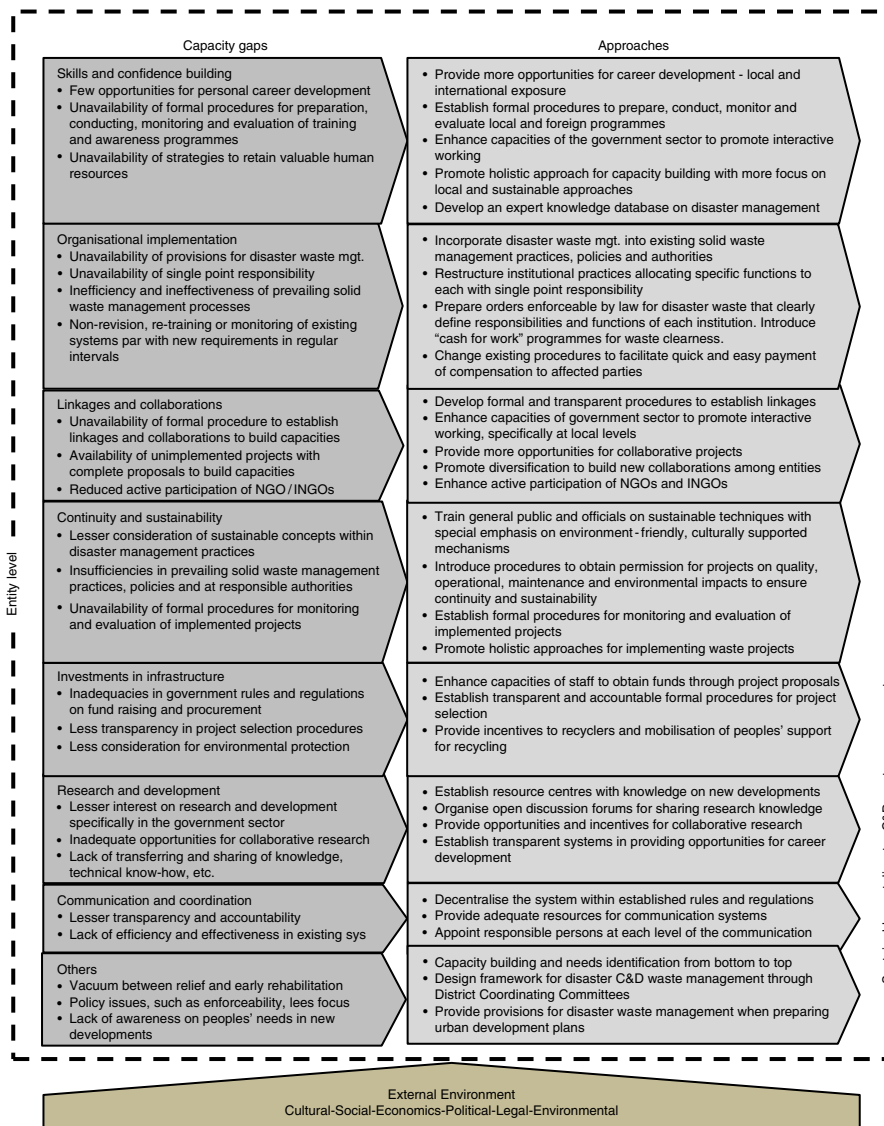 Capacity gaps
Approaches
Skills and confidence building
• Few opportunities for personal career development
• Unavailability of formal procedures for preparation,
conducting, monitoring and evaluation of training
and awareness programmes
• Unavailability of strategies to retain valuable human
resources
• Provide more opportunities for career development - local and
international exposure
• Establish formal procedures to prepare, conduct, monitor and
evaluate local and foreign programmes
• Enhance capacities of the government sector to promote interactive
working
• Promote holistic approach for capacity building with more focus on
local and sustainable approaches
• Develop an expert knowledge database on disaster management
Organisational implementation
• Unavailability of provisions for disaster waste mgt.
• Unavailability of single point responsibility
• Inefficiency and ineffectiveness of prevailing solid
waste management processes
• Non-revision, re-training or monitoring of existing
systems par with new requirements in regular
intervals
• Incorporate disaster waste mgt. into existing solid waste
management practices, policies and authorities
• Restructure institutional practices allocating specific functions to
each with single point responsibility
• Prepare orders enforceable by law for disaster waste that clearly
define responsibilities and functions of each institution. Introduce
“cash for work” programmes for waste clearness.
• Change existing procedures to facilitate quick and easy payment
of compensation to affected parties
Linkages and collaborations
• Unavailability of formal procedure to establish
linkages and collaborations to build capacities
• Availability of unimplemented projects with
complete proposals to build capacities
• Reduced active participation of NGO/INGOs
• Develop formal and transparent procedures to establish linkages
• Enhance capacities of government sector to promote interactive
working, specifically at local levels
• Provide more opportunities for collaborative projects
• Promote diversification to build new collaborations among entities
• Enhance active participation of NGOs and INGOs
Continuity and sustainability
• Lesser consideration of sustainable concepts within
disaster management practices
• Insufficiencies in prevailing solid waste management
practices, policies and at responsible authorities
• Unavailability of formal procedures for monitoring
and evaluation of implemented projects
• Train general public and officials on sustainable techniques with
special emphasis on environment-friendly, culturally supported
mechanisms
• Introduce procedures to obtain permission for projects on quality,
operational, maintenance and environmental impacts to ensure
continuity and sustainability
• Establish formal procedures for monitoring and evaluation of
implemented projects
• Promote holistic approaches for implementing waste projects
Entity level
Investments in infrastructure
• Inadequacies in government rules and regulations
on fund raising and procurement
• Less transparency in project selection procedures
• Less consideration for environmental protection
• Enhance capacities of staff to obtain funds through project proposals
• Establish transparent and accountable formal procedures for project
selection
• Provide incentives to recyclers and mobilisation of peoples’ support
for recycling
Research and development
• Lesser interest on research and development
specifically in the government sector
• Inadequate opportunities for collaborative research
• Lack of transferring and sharing of knowledge,
technical know-how, etc.
• Establish resource centres with knowledge on new developments
• Organise open discussion forums for sharing research knowledge
• Provide opportunities and incentives for collaborative research
• Establish transparent systems in providing opportunities for career
development
Communication and coordination
• Lesser transparency and accountability
• Lack of efficiency and effectiveness in existing sys
• Decentralise the system within established rules and regulations
• Provide adequate resources for communication systems
• Appoint responsible persons at each level of the communication
Others
• Vacuum between relief and early rehabilitation
• Policy issues, such as enforceability, lees focus
• Lack of awareness on peoples’ needs in new
developments
• Capacity building and needs identification from bottom to top
• Design framework for disaster C&D waste management through
District Coordinating Committees
• Provide provisions for disaster waste management when preparing
urban development plans
External Environment
Cultural-Social-Economics-Political-Legal-Environmental